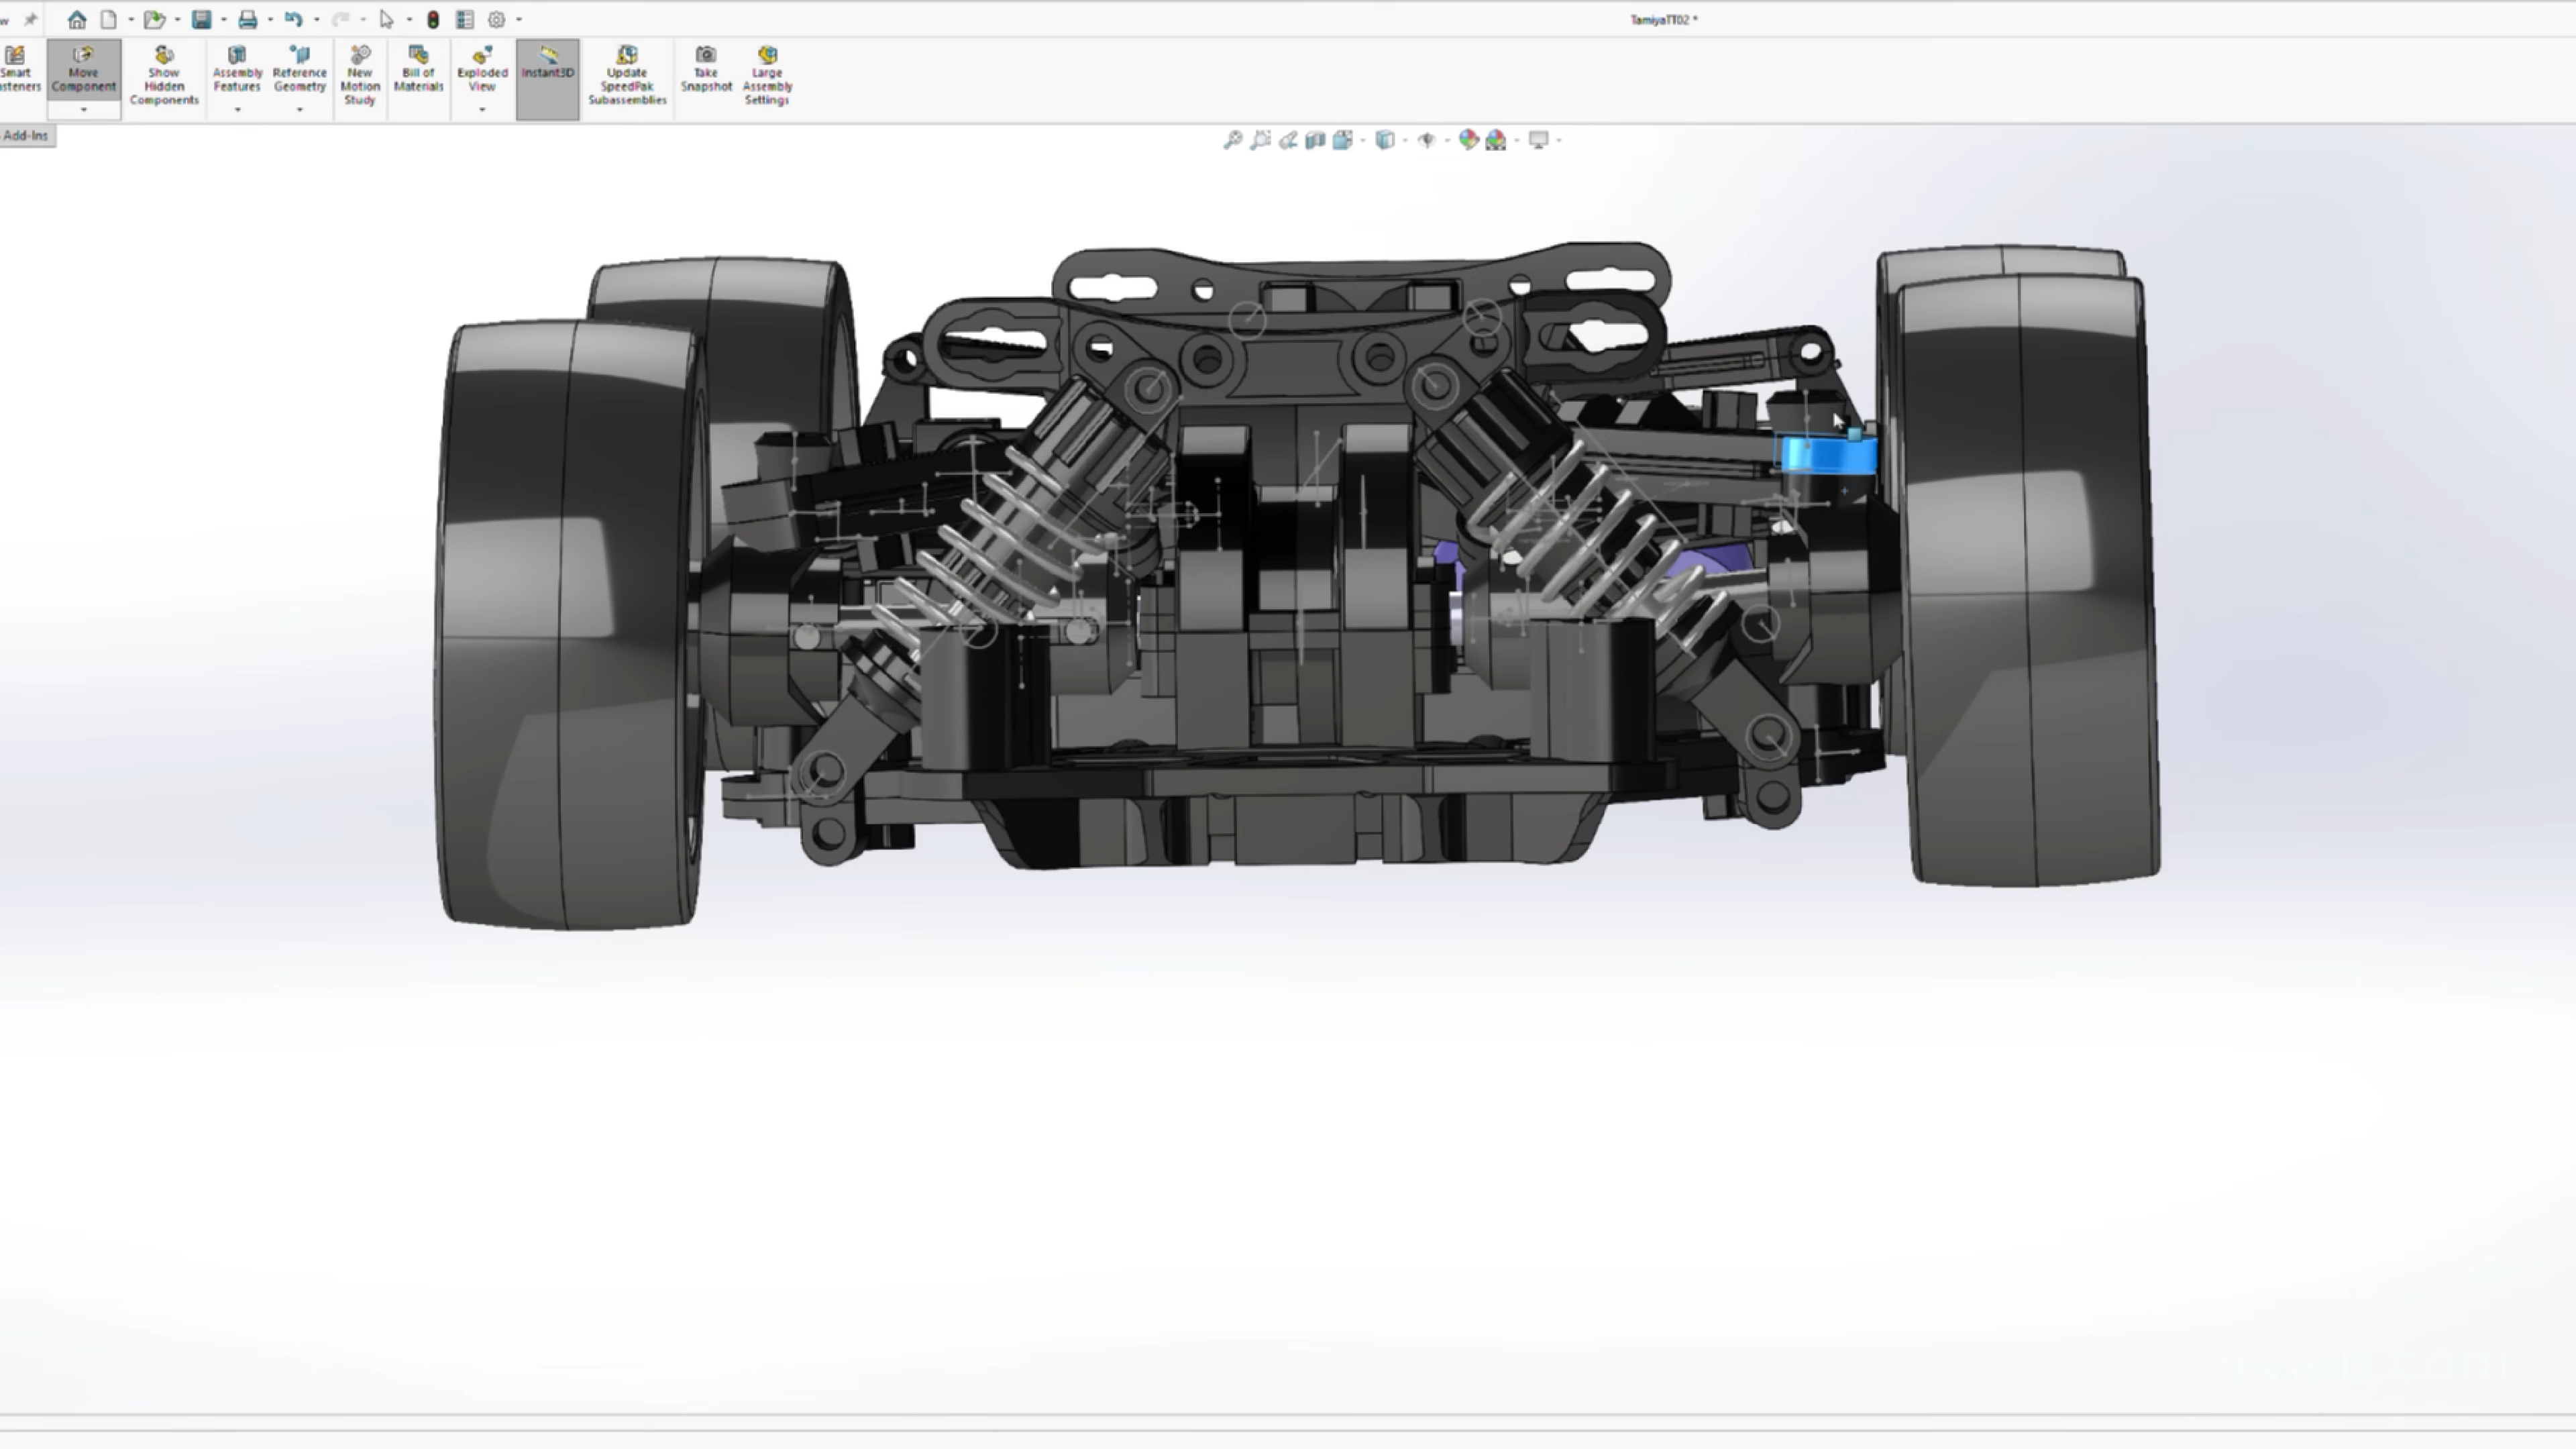 w
TamiyaTT02 *
Smart
steners
Move
Component
Show
Hidden
Components
Assembly
Features
Reference
Geometry
New
Motion
Study
Bill of
Materials
Exploded
View
Instant3D
Update
SpeedPak
Subassemblies
Take
Snapshot
Large
Assembly
Settings
Add-Ins